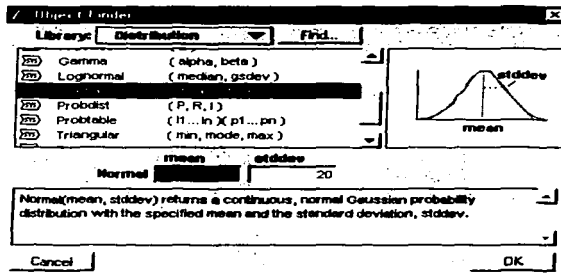 Object Finder
Library: Distribution Find...
Gamma ( alpha, beta )
Lognormal ( median, gsdev )
Probdist ( P, R, I )
Probtable ( l1...ln )( p1...pn )
Triangular ( min, mode, max )
stddev
mean
mean stddev
Normal 20
Normal(mean, stddev) returns a continuous, normal Gaussian probability
distribution with the specified mean and the standard deviation, stddev.
Cancel OK